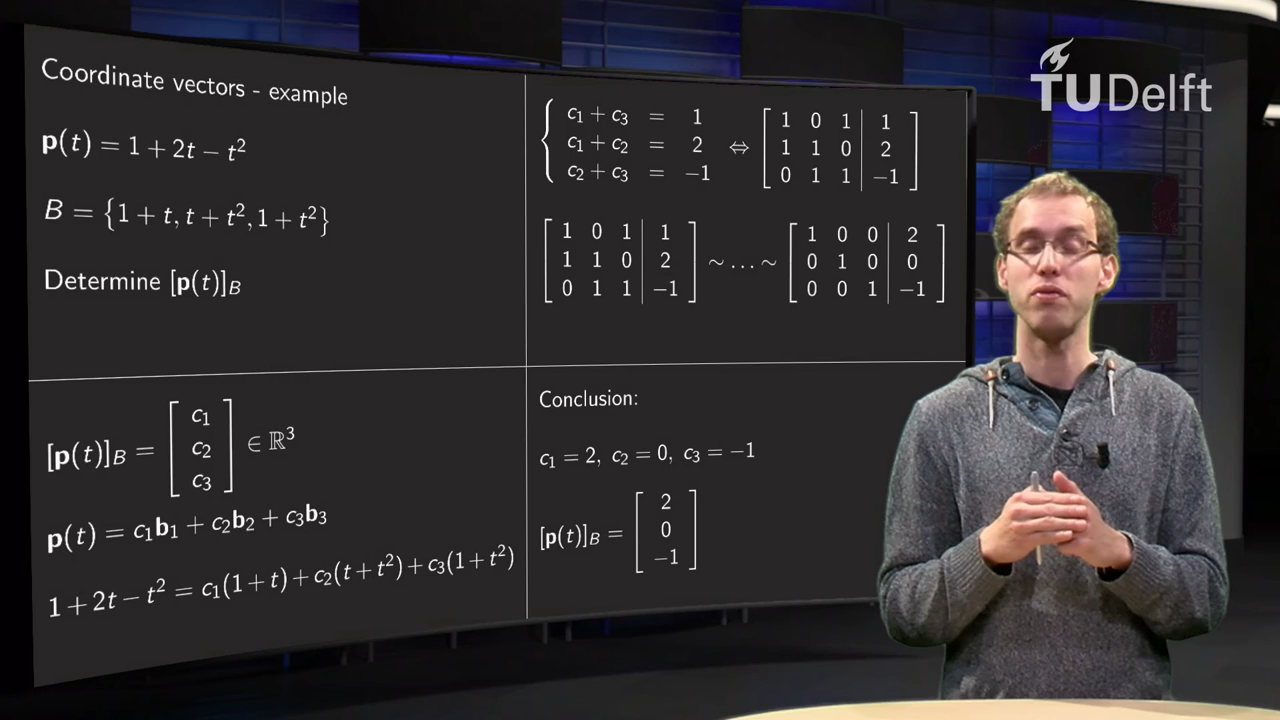 Coordinate vectors - example
p(t) = 1 + 2t − t²
B = {1 + t, t + t², 1 + t²}
Determine [p(t)]_B
c₁ + c₃ = 1
c₁ + c₂ = 2
c₂ + c₃ = −1
⇔
1 0 1 | 1
1 1 0 | 2
0 1 1 | −1
1 0 1 | 1
1 1 0 | 2
0 1 1 | −1
∼ … ∼
1 0 0 | 2
0 1 0 | 0
0 0 1 | −1
[p(t)]_B = [c₁ c₂ c₃] ∈ ℝ³
p(t) = c₁b₁ + c₂b₂ + c₃b₃
1 + 2t − t² = c₁(1 + t) + c₂(t + t²) + c₃(1 + t²)
Conclusion:
c₁ = 2, c₂ = 0, c₃ = −1
[p(t)]_B = [2 0 −1]
TUDelft